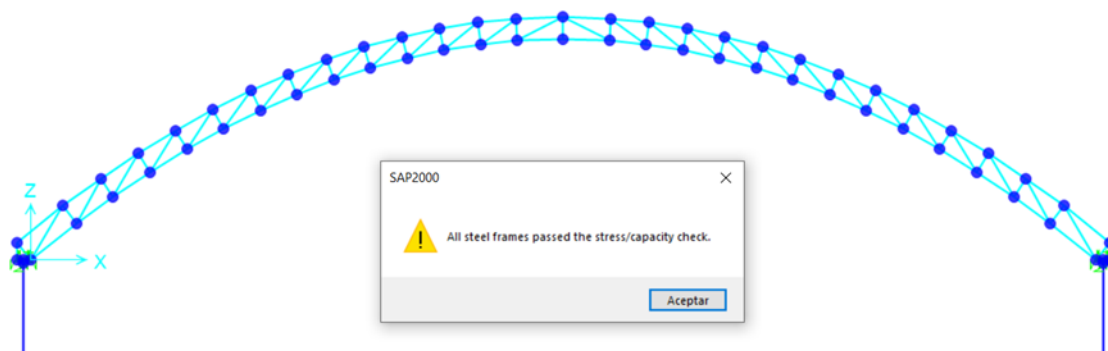 SAP2000
All steel frames passed the stress/capacity check.
Z
X
Aceptar